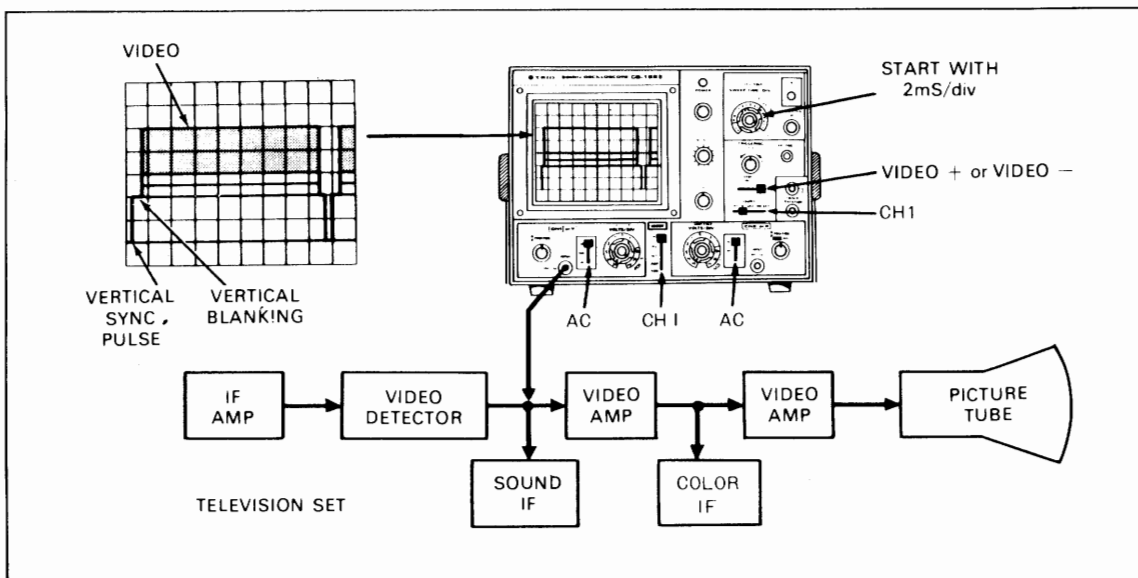 VIDEO
START WITH
2mS/div
VIDEO + or VIDEO −
CH1
VERTICAL
SYNC.
PULSE
VERTICAL
BLANKING
AC
CH I
AC
IF
AMP
VIDEO
DETECTOR
VIDEO
AMP
VIDEO
AMP
PICTURE
TUBE
SOUND
IF
COLOR
IF
TELEVISION SET